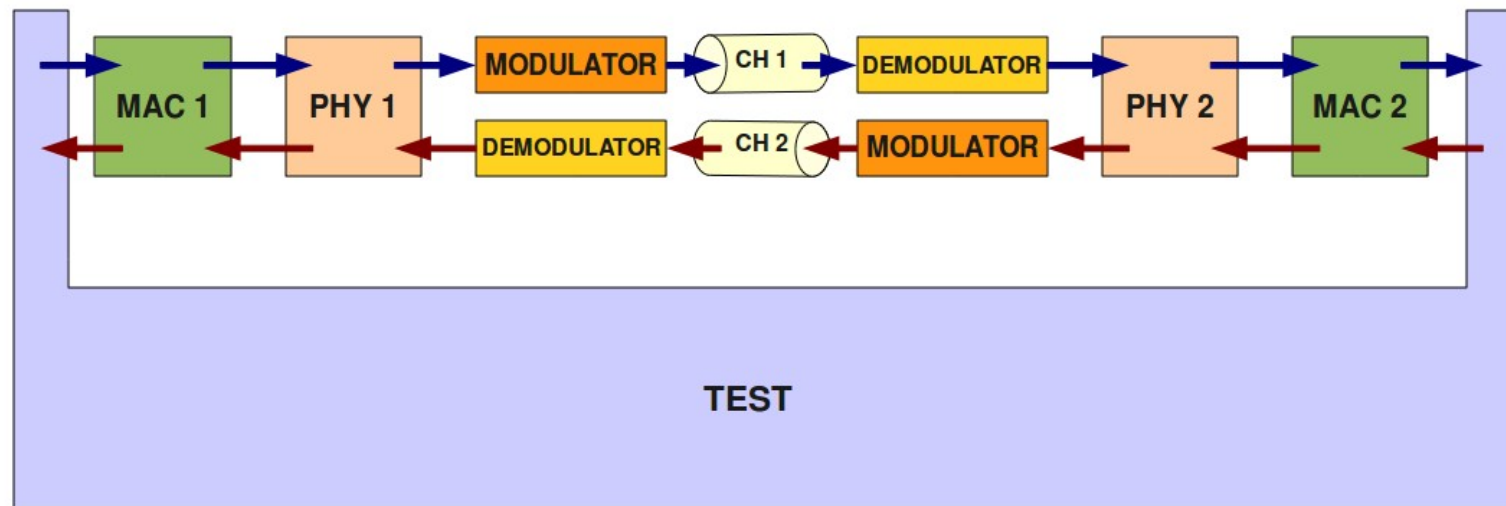 MODULATOR
CH 1
DEMODULATOR
MAC 1
PHY 1
PHY 2
MAC 2
DEMODULATOR
CH 2
MODULATOR
TEST